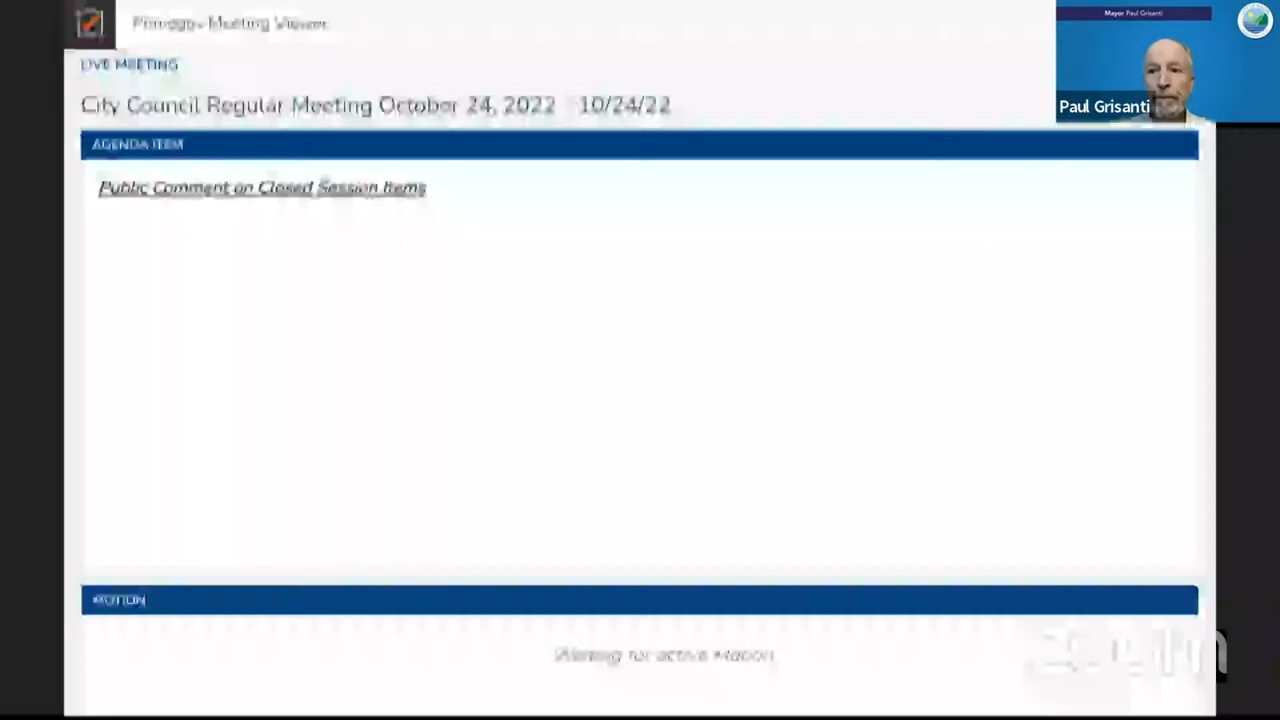 Primegov Meeting Viewer
Mayor Paul Grisanti
LIVE MEETING
City Council Regular Meeting October 24, 2022 - 10/24/22
Paul Grisanti
AGENDA ITEM
Public Comment on Closed Session Items
MOTION
Waiting for active Motion
zoom